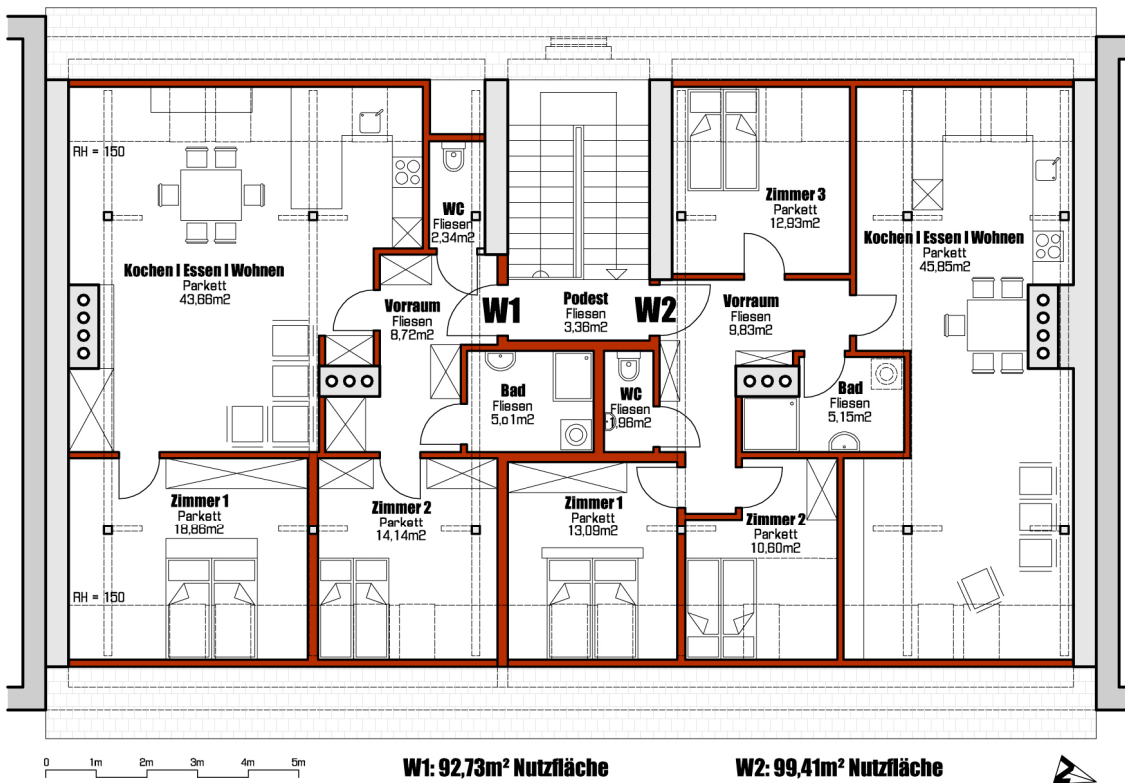 RH = 150
Kochen I Essen I Wohnen
Parkett
43,66m2
WC
Fliesen
2,34m2
Vorraum
Fliesen
8,72m2
W1
Podest
Fliesen
3,36m2
W2
Zimmer 3
Parkett
12,93m2
Vorraum
Fliesen
9,83m2
Kochen I Essen I Wohnen
Parkett
45,85m2
Bad
Fliesen
5,01m2
WC
Fliesen
1,96m2
Bad
Fliesen
5,15m2
Zimmer 1
Parkett
18,86m2
Zimmer 2
Parkett
14,14m2
Zimmer 1
Parkett
13,09m2
Zimmer 2
Parkett
10,60m2
RH = 150
0 1m 2m 3m 4m 5m
W1: 92,73m² Nutzfläche
W2: 99,41m² Nutzfläche